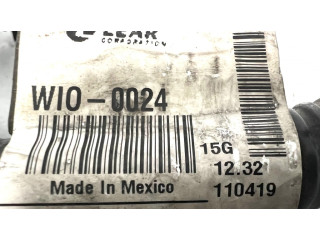 LEAR
CORPORATION
WIO-0024
15G
12.32
110419
Made In Mexico